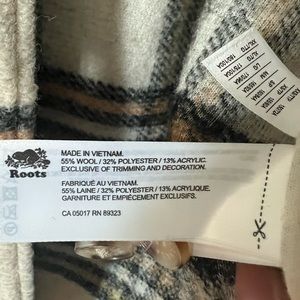 Roots
MADE IN VIETNAM.
55% WOOL / 32% POLYESTER / 13% ACRYLIC.
EXCLUSIVE OF TRIMMING AND DECORATION.
FABRIQUÉ AU VIETNAM.
55% LAINE / 32% POLYESTER / 13% ACRYLIQUE,
GARNITURE ET EMPIÈCEMENT EXCLUSIFS.
CA 05017 RN 89323